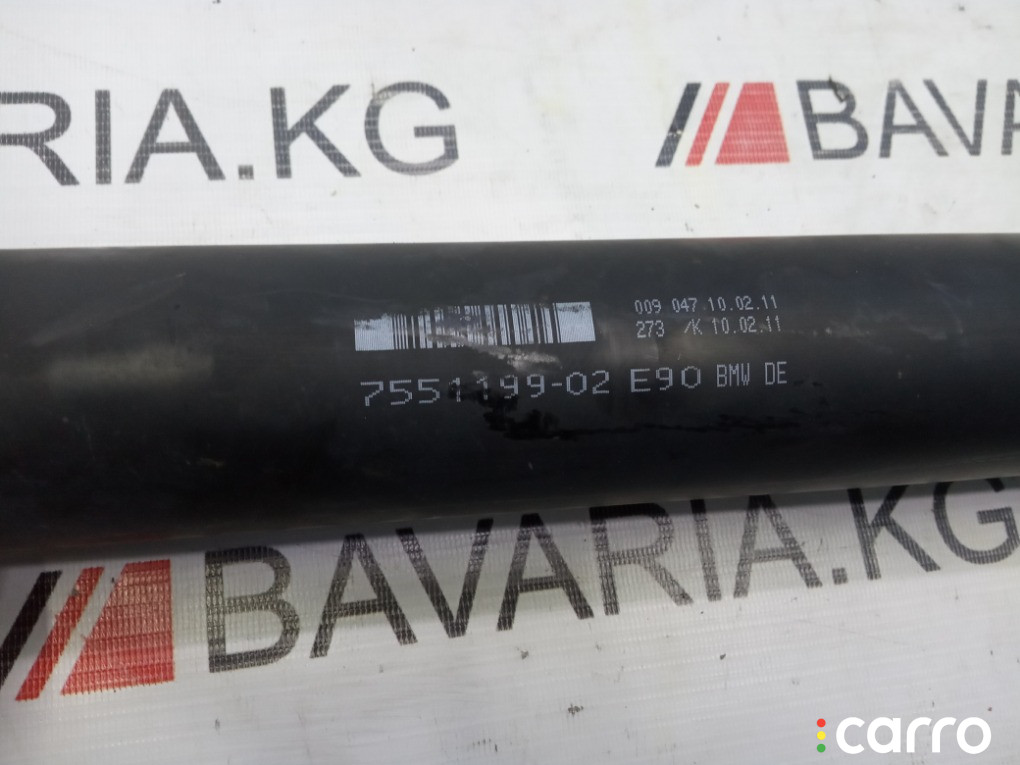 RIA.KG
BAVA
009 047 10.02.11
273 /K 10.02.11
7551199-02 E90 BMW DE
BAVARIA.KG
carro